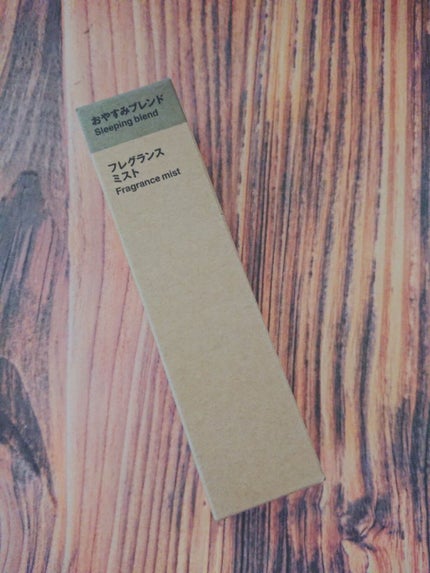 おやすみブレンド
Sleeping blend
フレグランス
ミスト
Fragrance mist